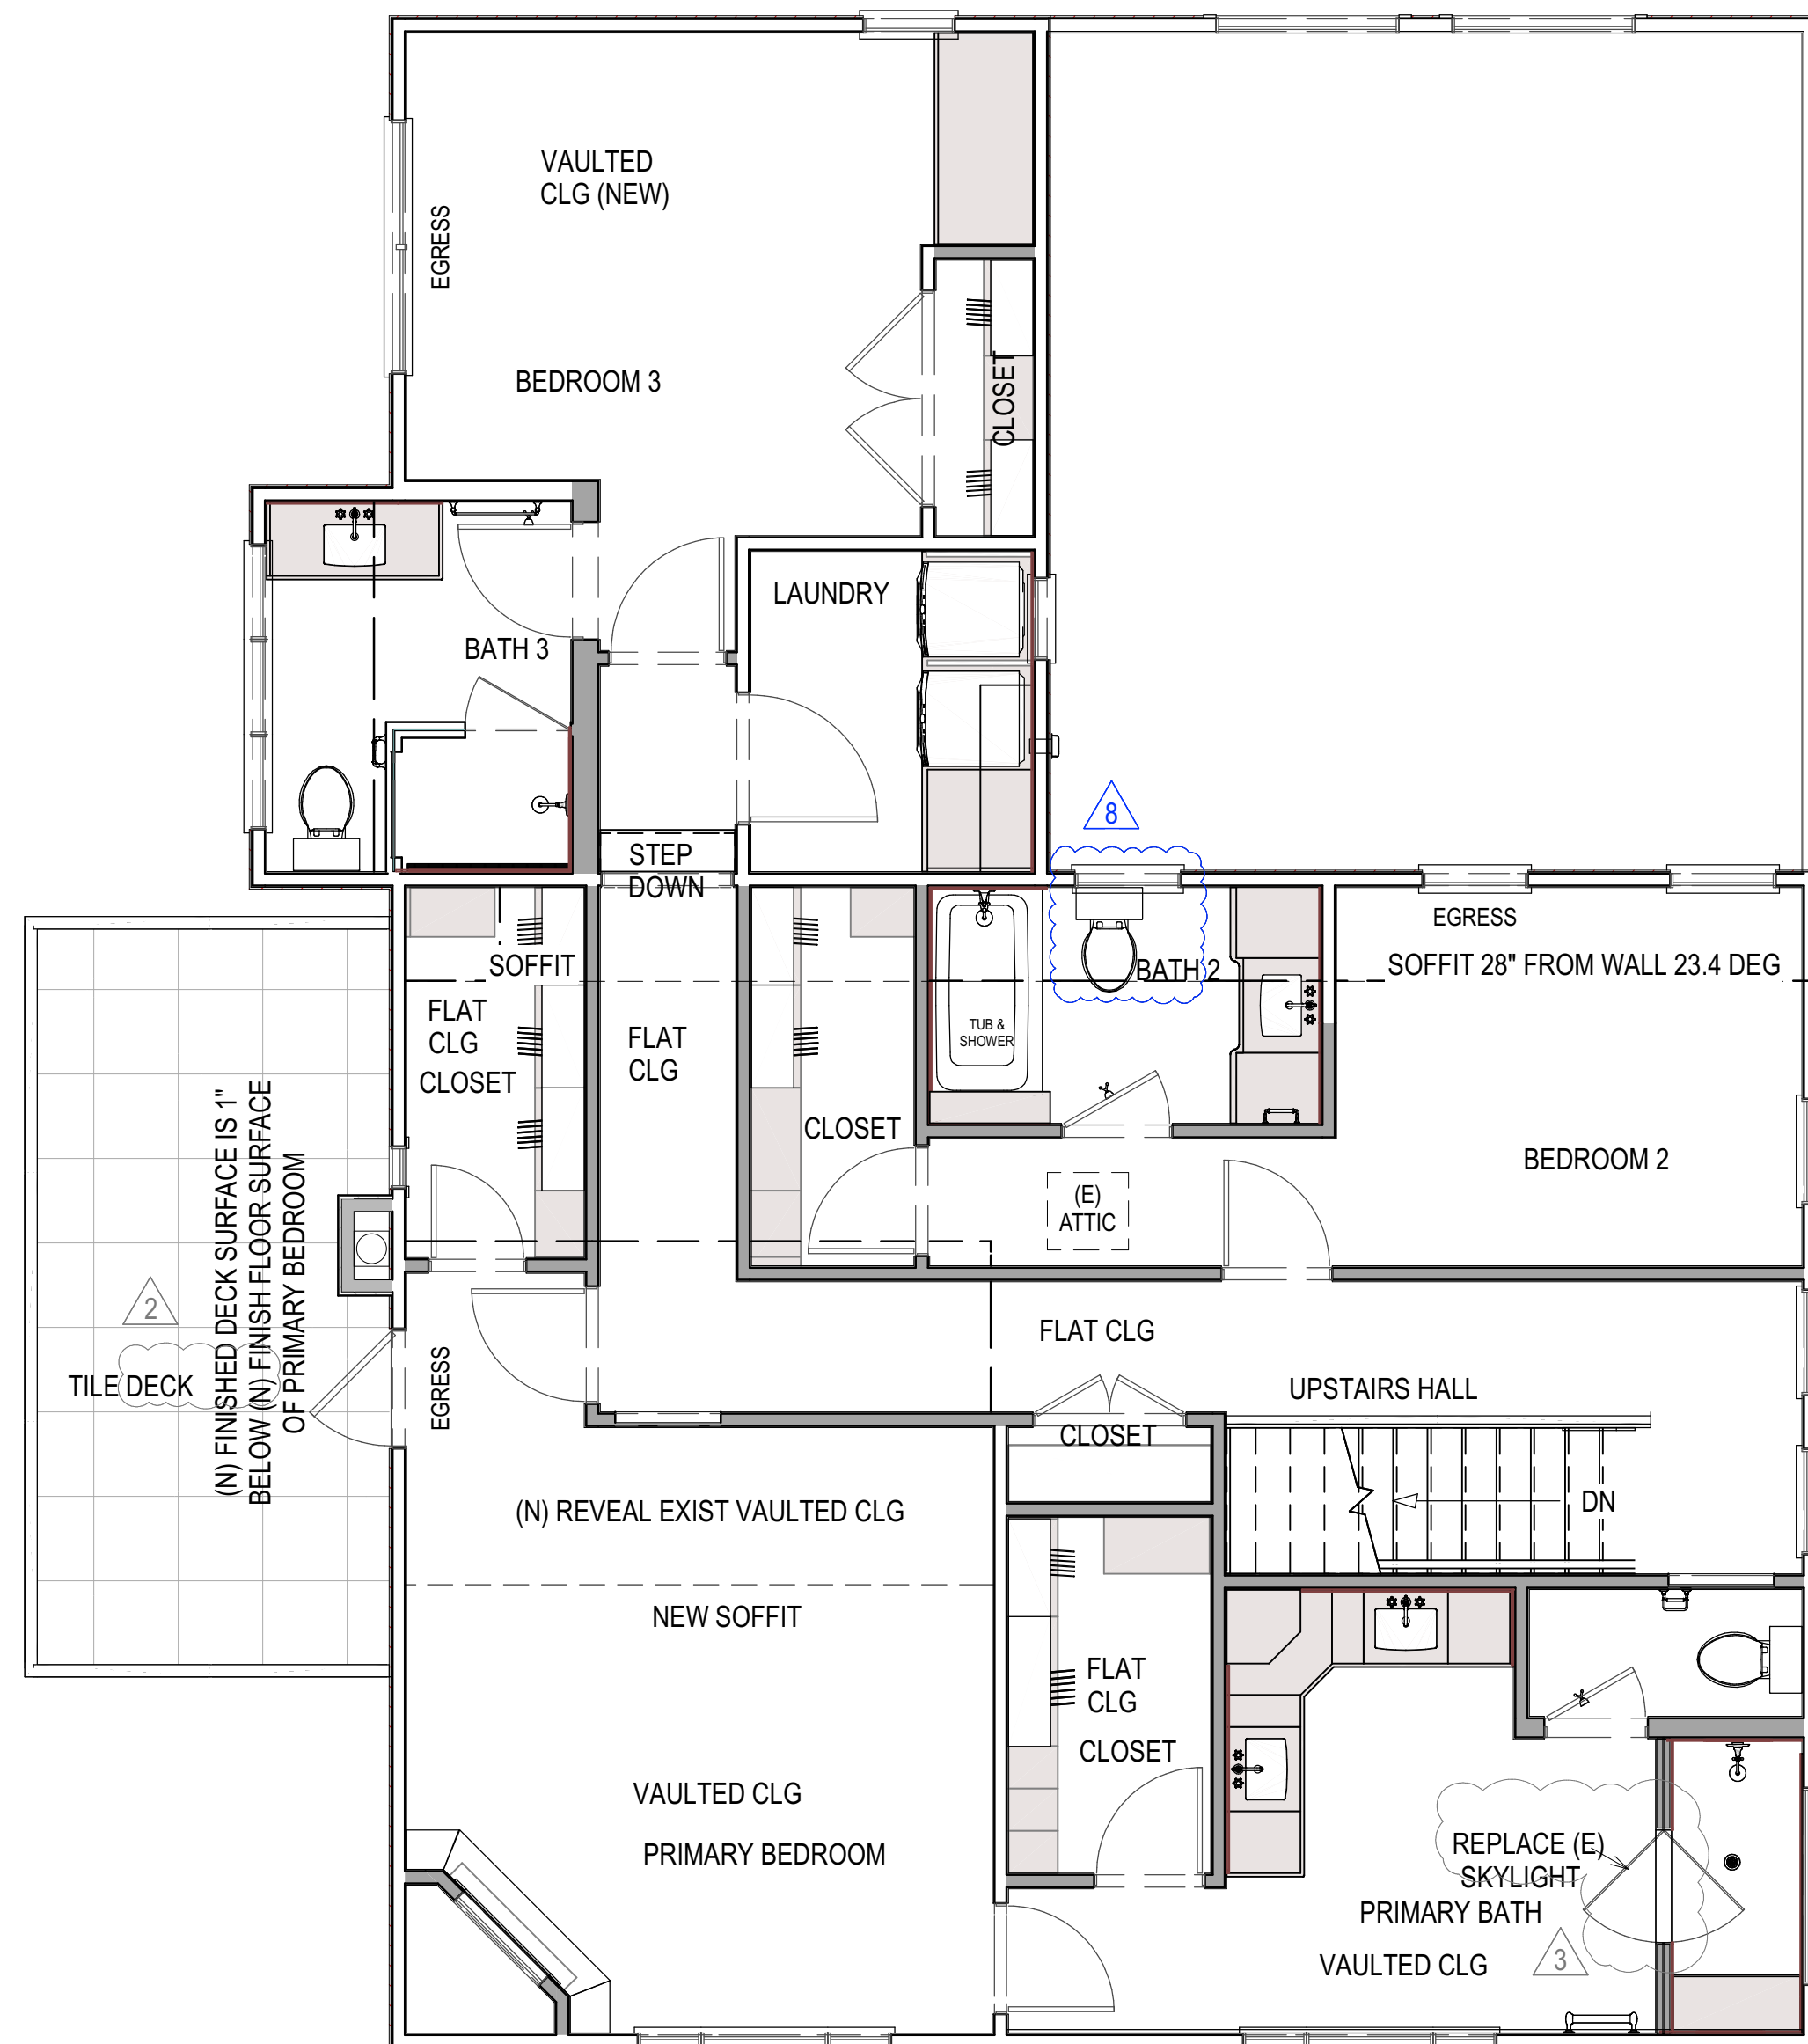 VAULTED
CLG (NEW)
EGRESS
BEDROOM 3
CLOSET
LAUNDRY
BATH 3
STEP
DOWN
8
SOFFIT
FLAT
CLG
CLOSET
FLAT
CLG
CLOSET
TUB &
SHOWER
BATH 2
EGRESS
SOFFIT 28" FROM WALL 23.4 DEG
BEDROOM 2
(E)
ATTIC
2
TILE DECK
(N) FINISHED DECK SURFACE IS 1"
BELOW (N) FINISH FLOOR SURFACE
OF PRIMARY BEDROOM
EGRESS
FLAT CLG
UPSTAIRS HALL
CLOSET
DN
(N) REVEAL EXIST VAULTED CLG
NEW SOFFIT
FLAT
CLG
CLOSET
VAULTED CLG
PRIMARY BEDROOM
REPLACE (E)
SKYLIGHT
PRIMARY BATH
VAULTED CLG
3